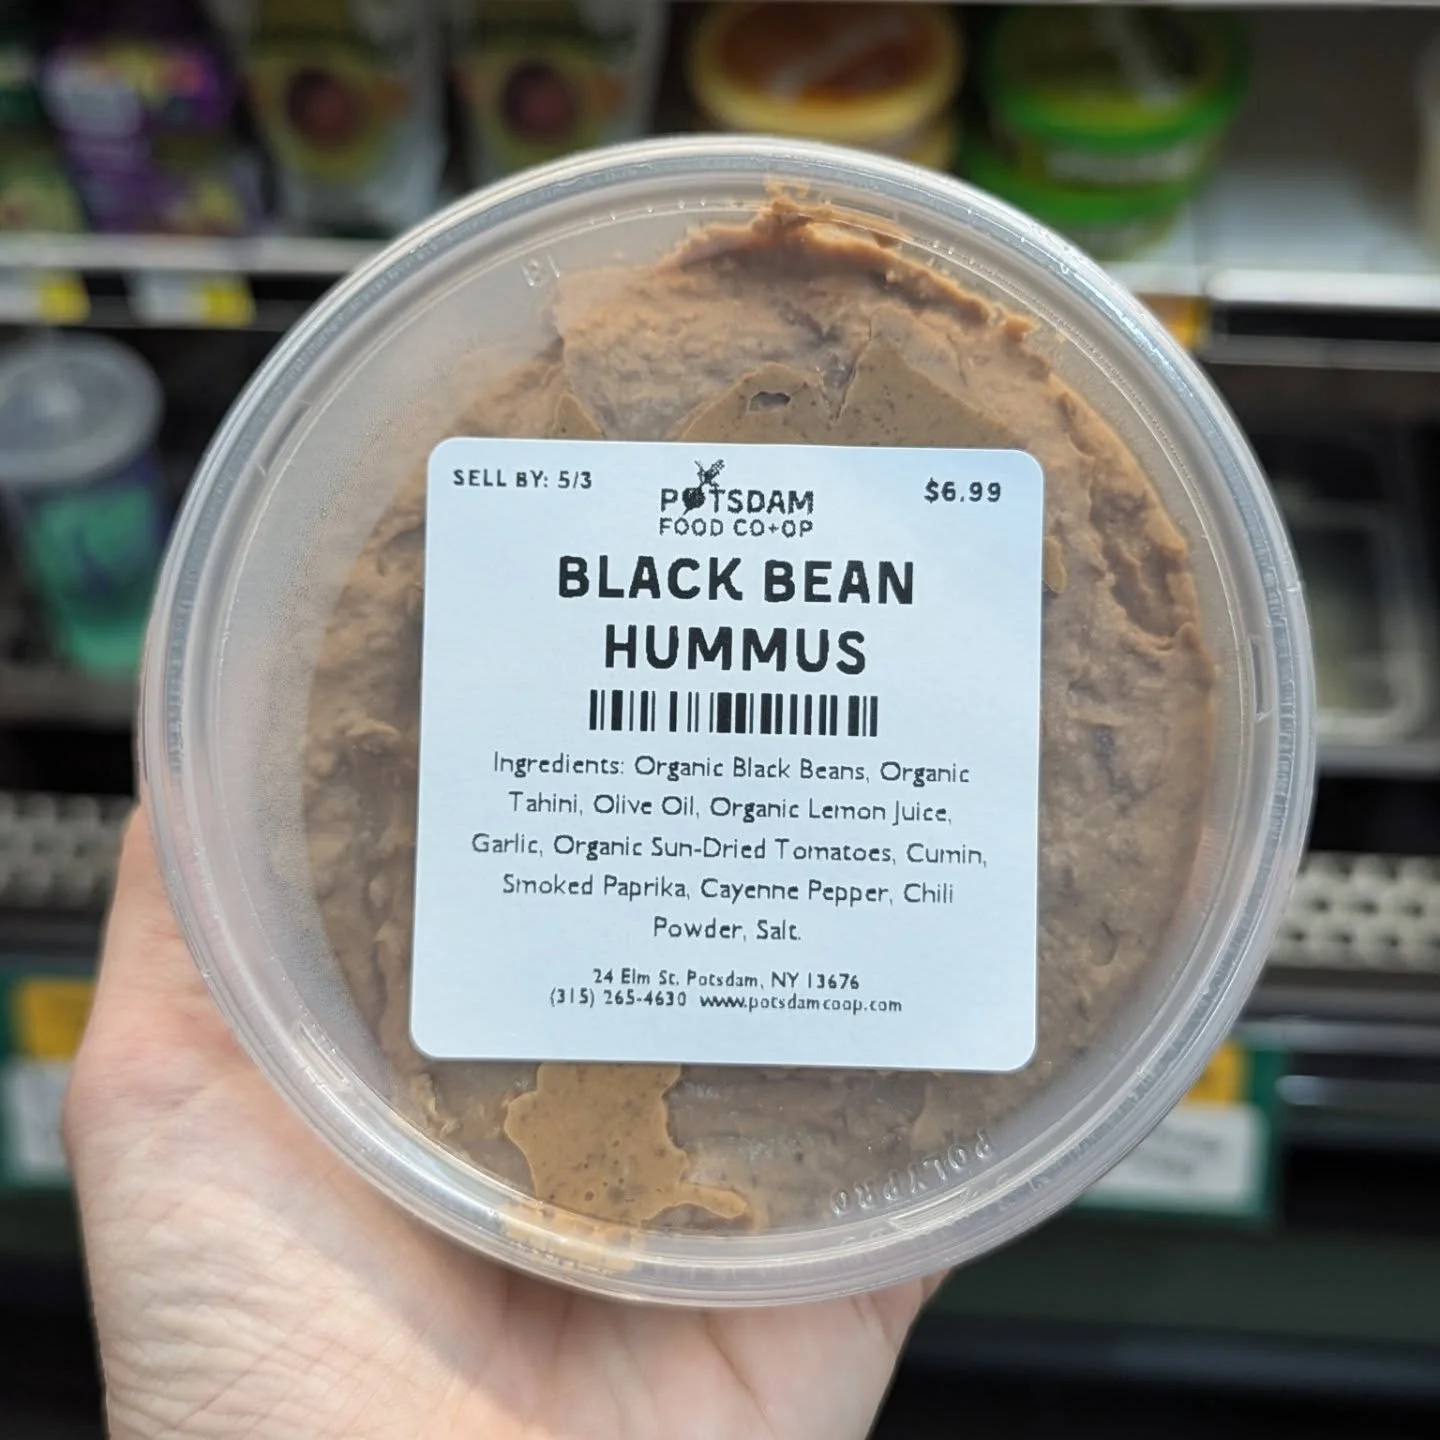 SELL BY: 5/3
POTSDAM
FOOD CO+OP
$6.99
BLACK BEAN
HUMMUS
Ingredients: Organic Black Beans, Organic
Tahini, Olive Oil, Organic Lemon Juice,
Garlic, Organic Sun-Dried Tomatoes, Cumin,
Smoked Paprika, Cayenne Pepper, Chili
Powder, Salt.
24 Elm St. Potsdam, NY 13676
(315) 265-4630 www.potsdamcoop.com
POLYPRO